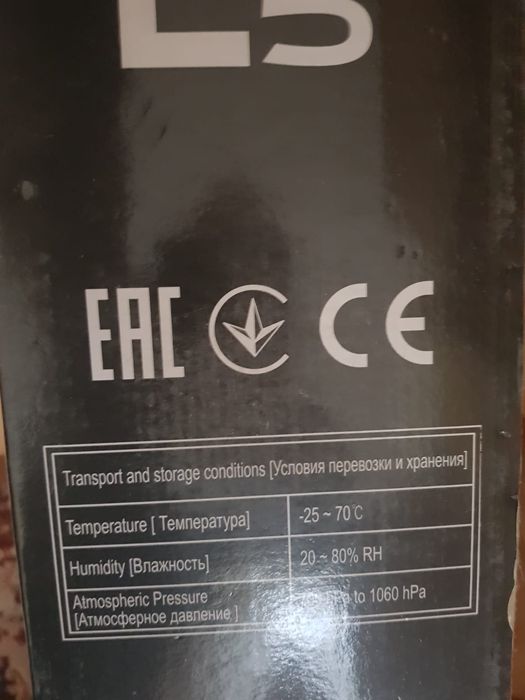 EAC CE
Transport and storage conditions [Условия перевозки и хранения]
Temperature [ Температура] -25 ~ 70℃
Humidity [Влажность] 20 ~ 80% RH
Atmospheric Pressure
[Атмосферное давление ] to 1060 hPa